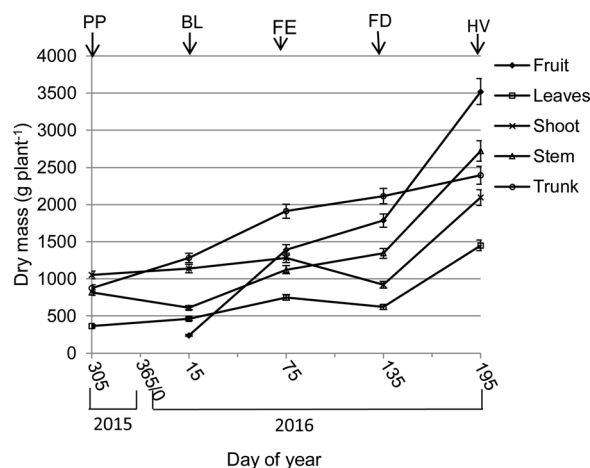 PP BL FE FD HV
4000
3500
3000
2500
2000
1500
1000
500
0
Dry mass (g plant⁻¹)
Fruit
Leaves
Shoot
Stem
Trunk
305 365/0 15 75 135 195
2015 2016
Day of year